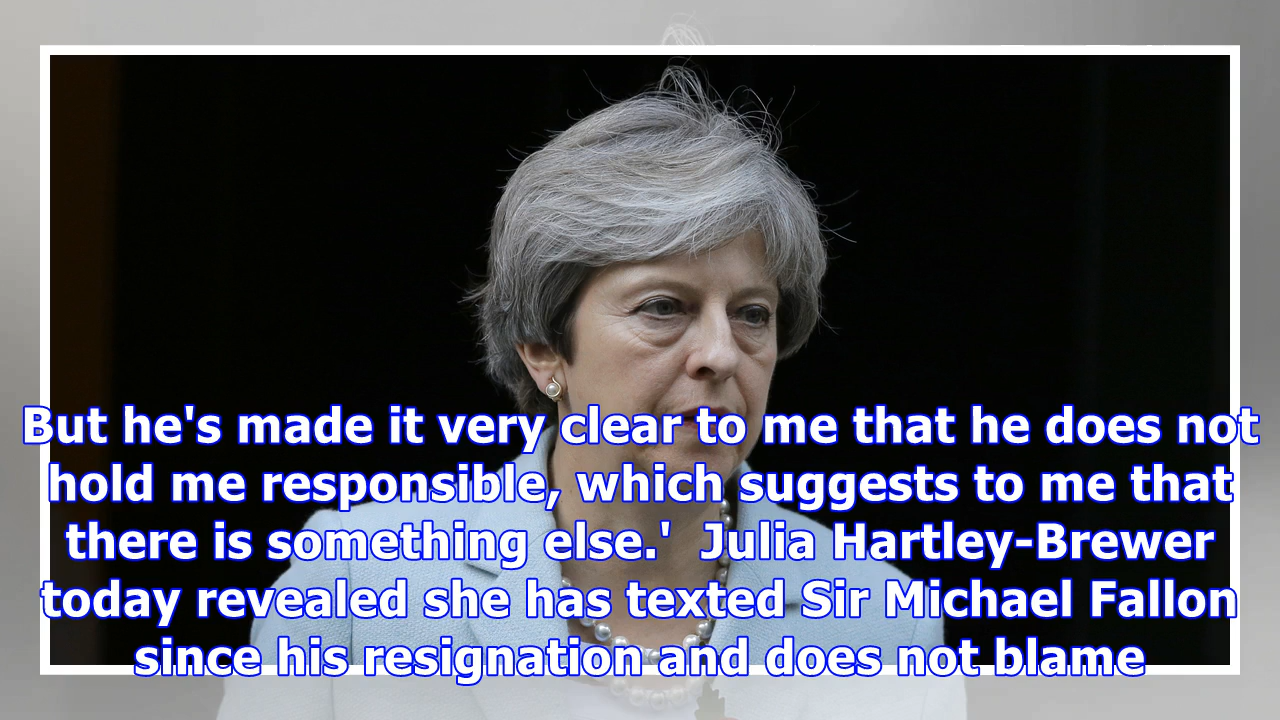 But he's made it very clear to me that he does not
hold me responsible, which suggests to me that
there is something else.'  Julia Hartley-Brewer
today revealed she has texted Sir Michael Fallon
since his resignation and does not blame